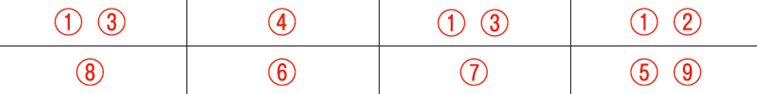 ① ③ ④ ① ③ ① ②
⑧ ⑥ ⑦ ⑤ ⑨